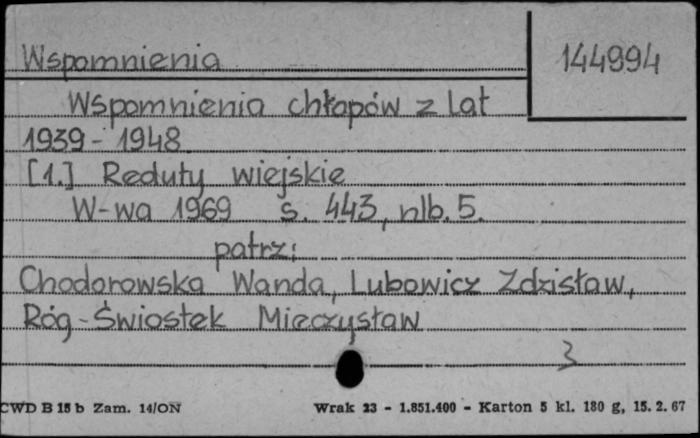 Wspomnienia
144994
Wspomnienia chłopów z lat
1939-1948
[1.] Reduty wiejskie
W-wa 1969 s. 443, nlb. 5.
patrz:
Chodorowska Wanda, Lubowicz Zdzisław,
Róg-Świostek Mieczysław
3
CWD B 15 b Zam. 14/ON Wrak 23 - 1.851.400 - Karton 5 kl. 180 g, 15. 2. 67